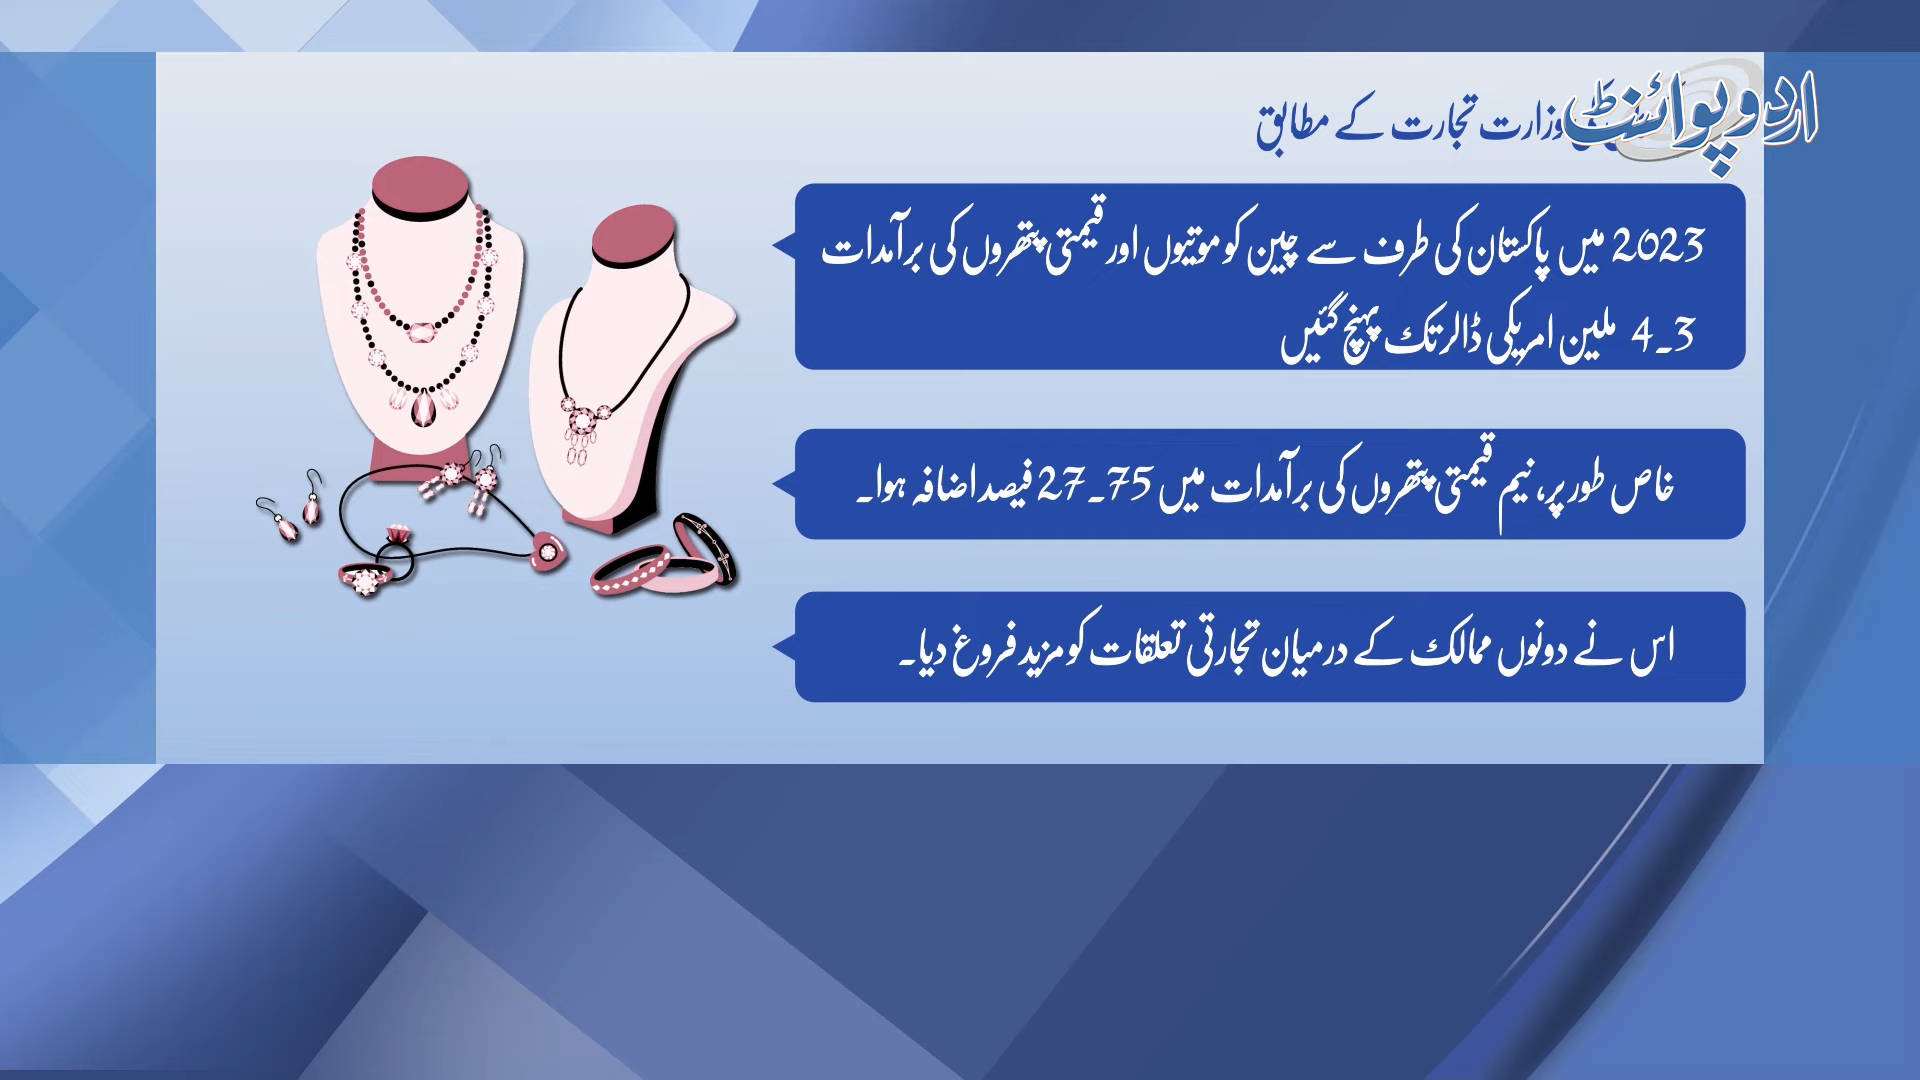 اردو پوائنٹ
وزارت تجارت کے مطابق
2023 میں پاکستان کی طرف سے چین کو موتیوں اور قیمتی پتھروں کی برآمدات
4۔3 ملین امریکی ڈالر تک پہنچ گئیں
خاص طور پر، نیم قیمتی پتھروں کی برآمدات میں 27۔75 فیصد اضافہ ہوا۔
اس نے دونوں ممالک کے درمیان تجارتی تعلقات کو مزید فروغ دیا۔